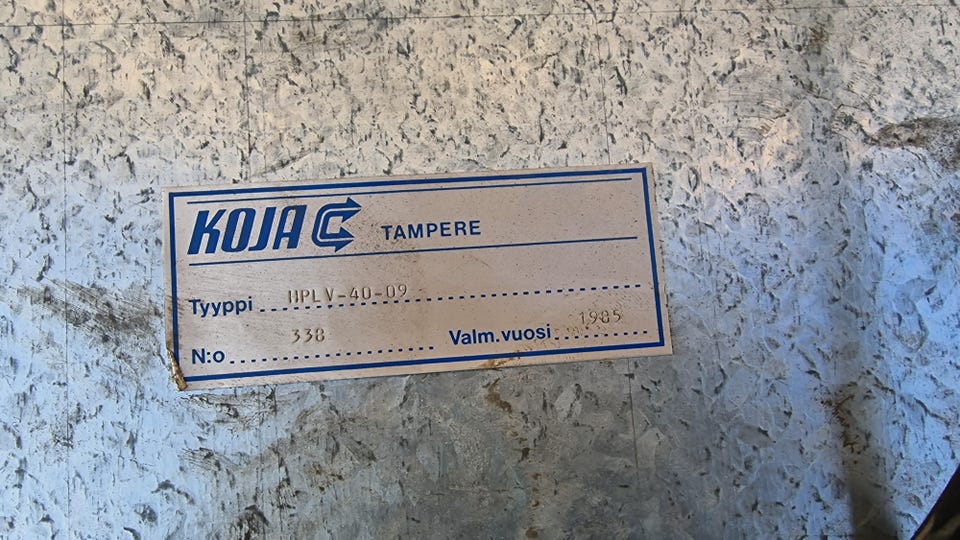 KOJA TAMPERE
Tyyppi HPLV-40-09
N:o 338 Valm.vuosi 1985